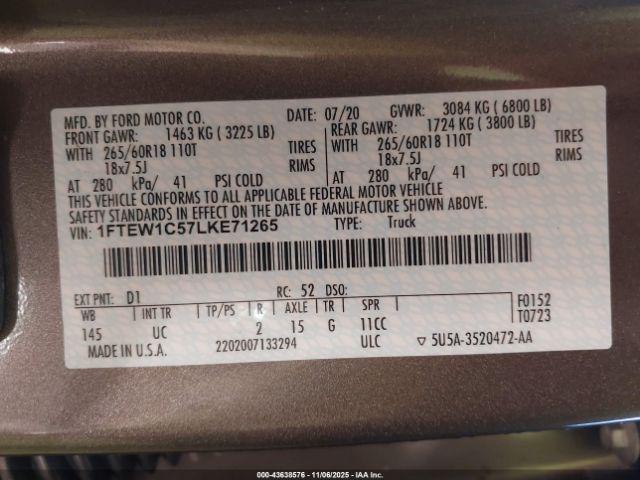 MFD. BY FORD MOTOR CO. DATE: 07/20 GVWR: 3084 KG (6800 LB)
FRONT GAWR: 1463 KG (3225 LB) REAR GAWR: 1724 KG (3800 LB)
WITH 265/60R18 110T TIRES WITH 265/60R18 110T TIRES
18x7.5J RIMS 18x7.5J RIMS
AT 280 kPa/ 41 PSI COLD AT 280 kPa/ 41 PSI COLD
THIS VEHICLE CONFORMS TO ALL APPLICABLE FEDERAL MOTOR VEHICLE
SAFETY STANDARDS IN EFFECT ON THE DATE OF MANUFACTURE SHOWN ABOVE.
VIN: 1FTEW1C57LKE71265 TYPE: Truck
EXT PNT: D1 RC: 52 DSO: F0152
WB INT TR TP/PS R AXLE TR SPR T0723
145 UC 2 15 G 11CC
MADE IN U.S.A. 2202007133294 ULC ▽ 5U5A-3520472-AA
000-43638576 - 11/06/2025 - IAA Inc.